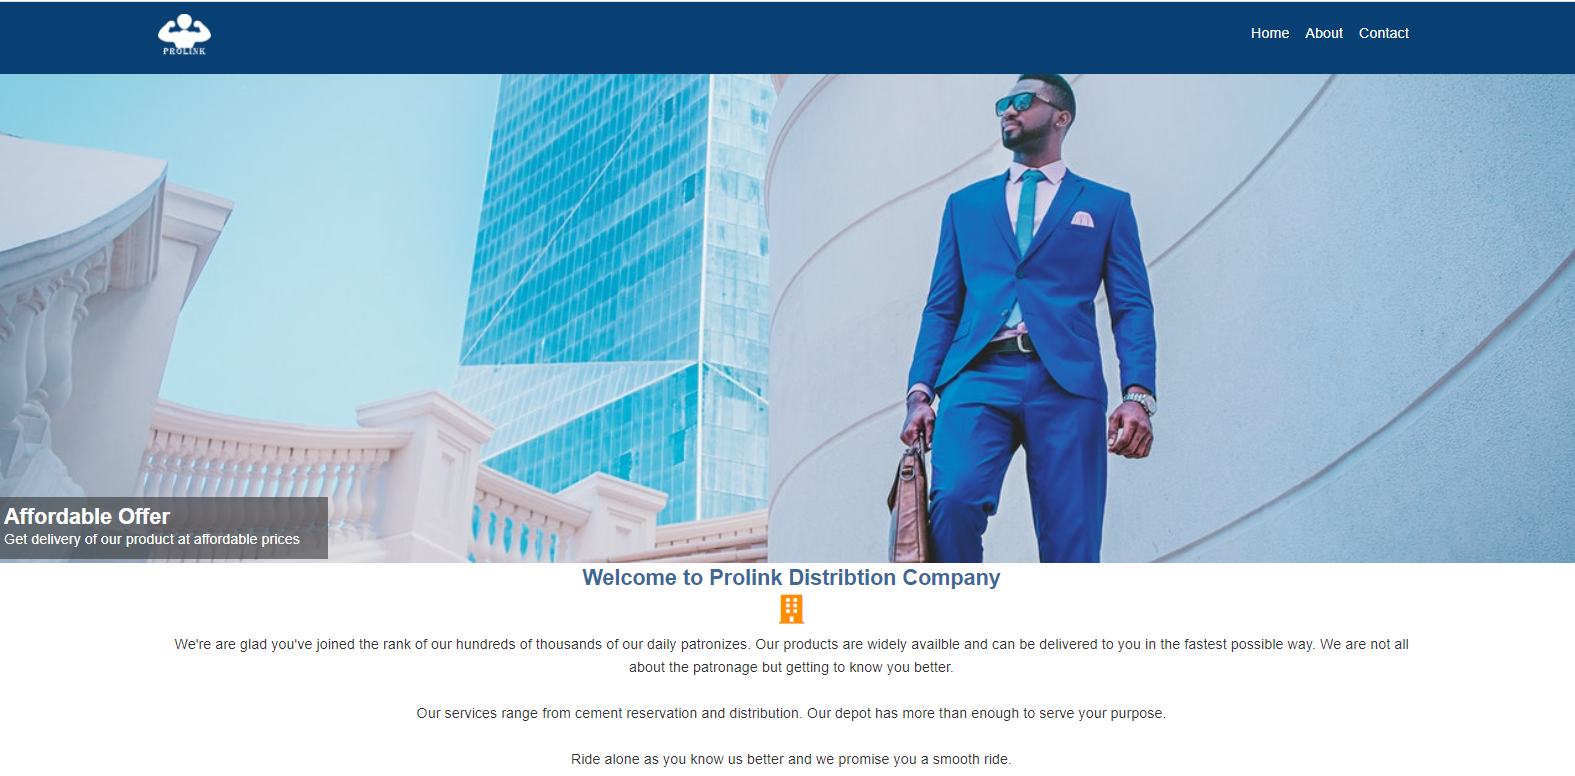 PROLINK
Home About Contact
Affordable Offer
Get delivery of our product at affordable prices
Welcome to Prolink Distribtion Company
We're are glad you've joined the rank of our hundreds of thousands of our daily patronizes. Our products are widely availble and can be delivered to you in the fastest possible way. We are not all
about the patronage but getting to know you better.
Our services range from cement reservation and distribution. Our depot has more than enough to serve your purpose.
Ride alone as you know us better and we promise you a smooth ride.